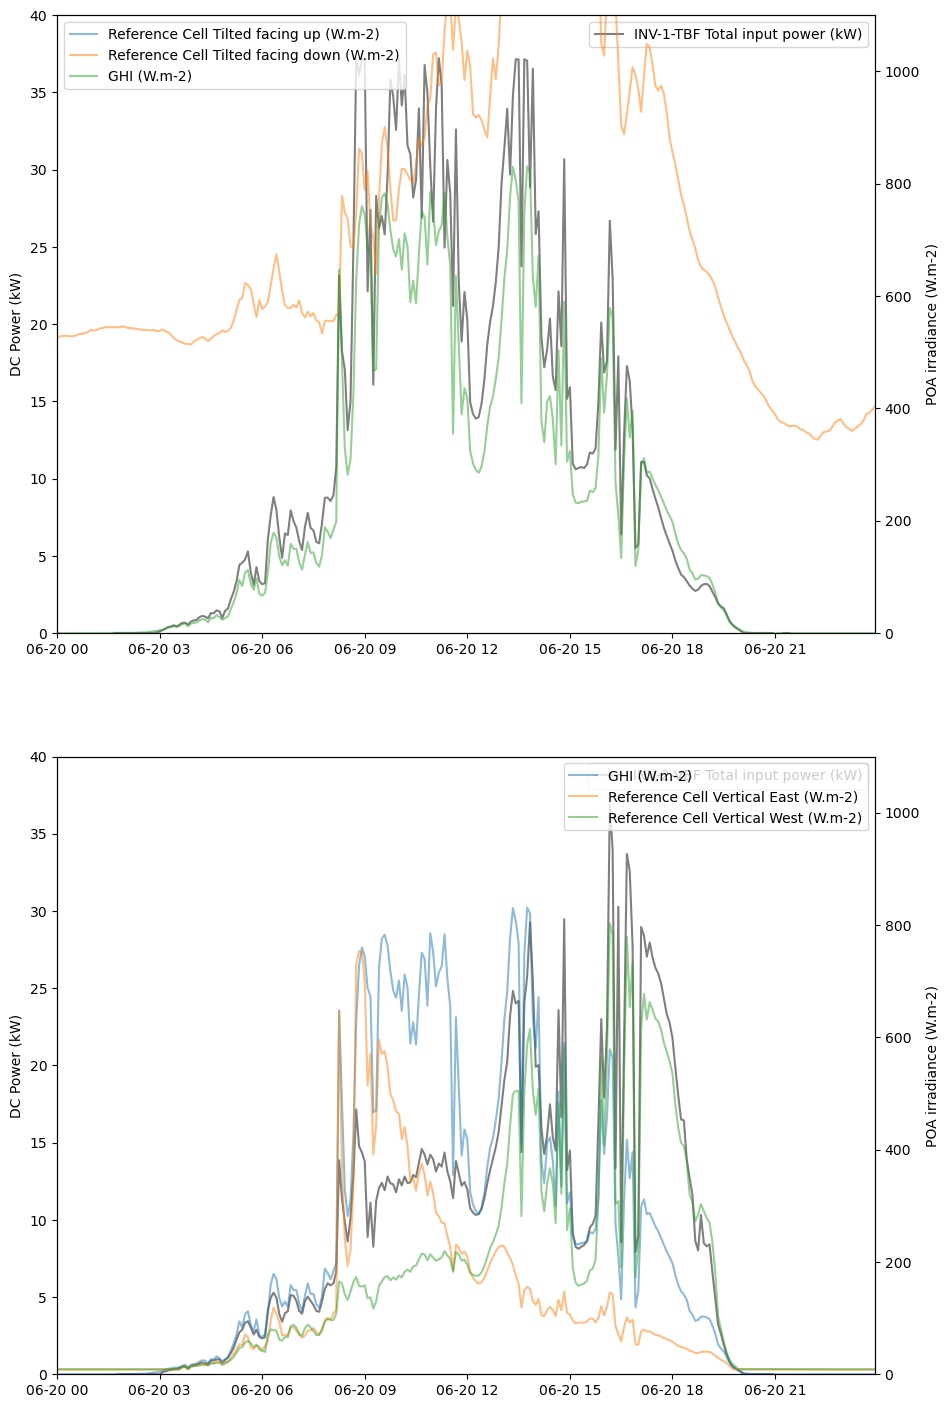 40
35
30
25
20
15
10
5
0
DC Power (kW)
Reference Cell Tilted facing up (W.m-2)
Reference Cell Tilted facing down (W.m-2)
GHI (W.m-2)
INV-1-TBF Total input power (kW)
1000
800
600
400
200
0
POA irradiance (W.m-2)
06-20 00 06-20 03 06-20 06 06-20 09 06-20 12 06-20 15 06-20 18 06-20 21
40
35
30
25
20
15
10
5
0
DC Power (kW)
Total input power (kW)
GHI (W.m-2)
Reference Cell Vertical East (W.m-2)
Reference Cell Vertical West (W.m-2)
1000
800
600
400
200
0
POA irradiance (W.m-2)
06-20 00 06-20 03 06-20 06 06-20 09 06-20 12 06-20 15 06-20 18 06-20 21